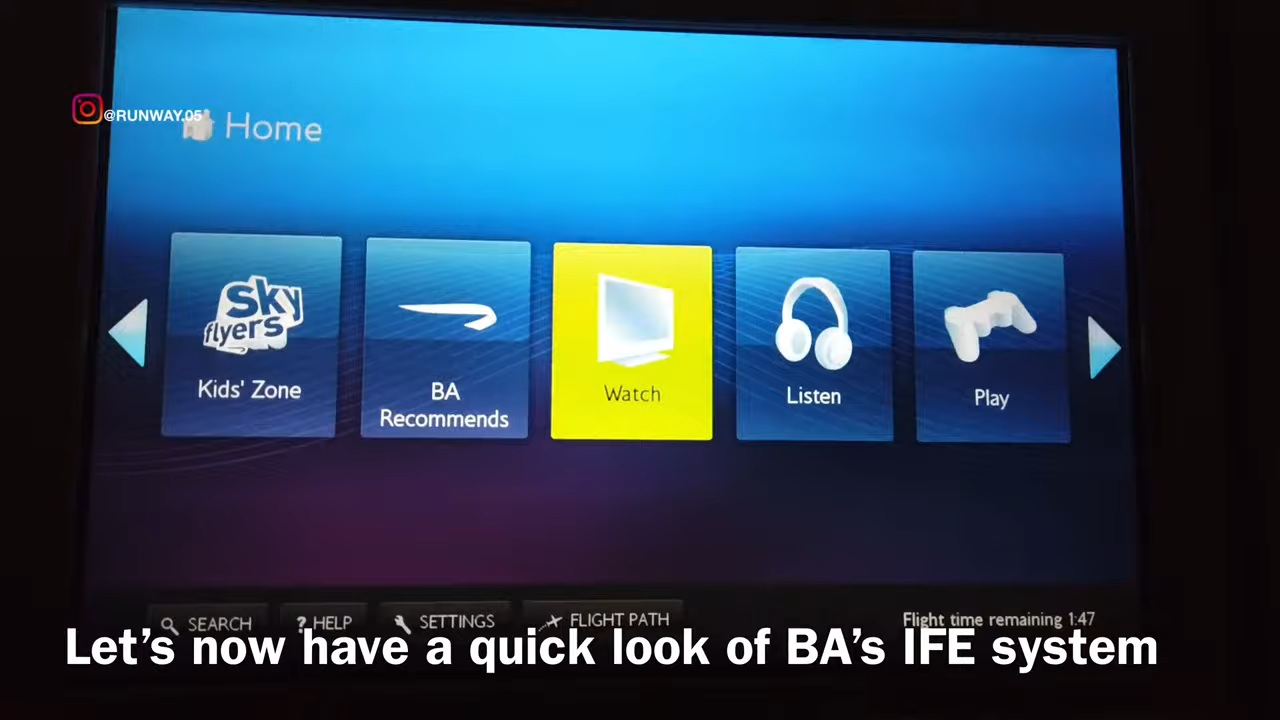 @RUNWAY.05
Home
sky
flyers
Kids' Zone
BA
Recommends
Watch
Listen
Play
SEARCH
? HELP
SETTINGS
FLIGHT PATH
Flight time remaining 1:47
Let's now have a quick look of BA's IFE system